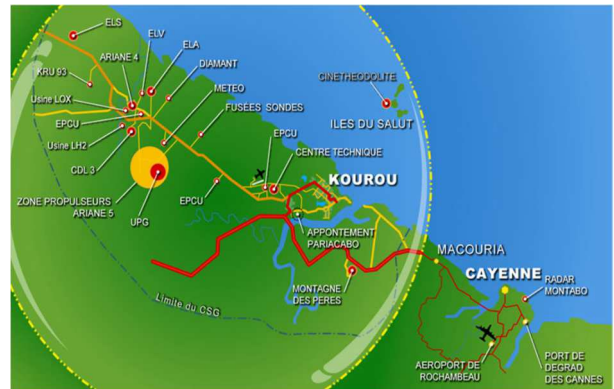 ELS
ELV
ELA
ARIANE 4
DIAMANT
KRU 93
METEO
CINETHEODOLITE
Usine LOX
FUSÉES SONDES
ILES DU SALUT
EPCU
EPCU
Usine LH2
CENTRE TECHNIQUE
CDL 3
KOUROU
ZONE PROPULSEURS
ARIANE 5
EPCU
UPG
APPONTEMENT
PARIACABO
MACOURIA
CAYENNE
MONTAGNE
DES PERES
RADAR
MONTABO
Limite du CSG
AEROPORT DE
ROCHAMBEAU
PORT DE
DEGRAD
DES CANNES